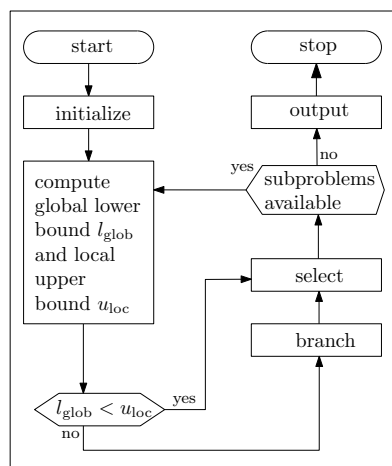 start
stop
initialize
output
no
yes
subproblems
available
compute
global lower
bound l_glob
and local
upper
bound u_loc
select
branch
l_glob < u_loc
yes
no